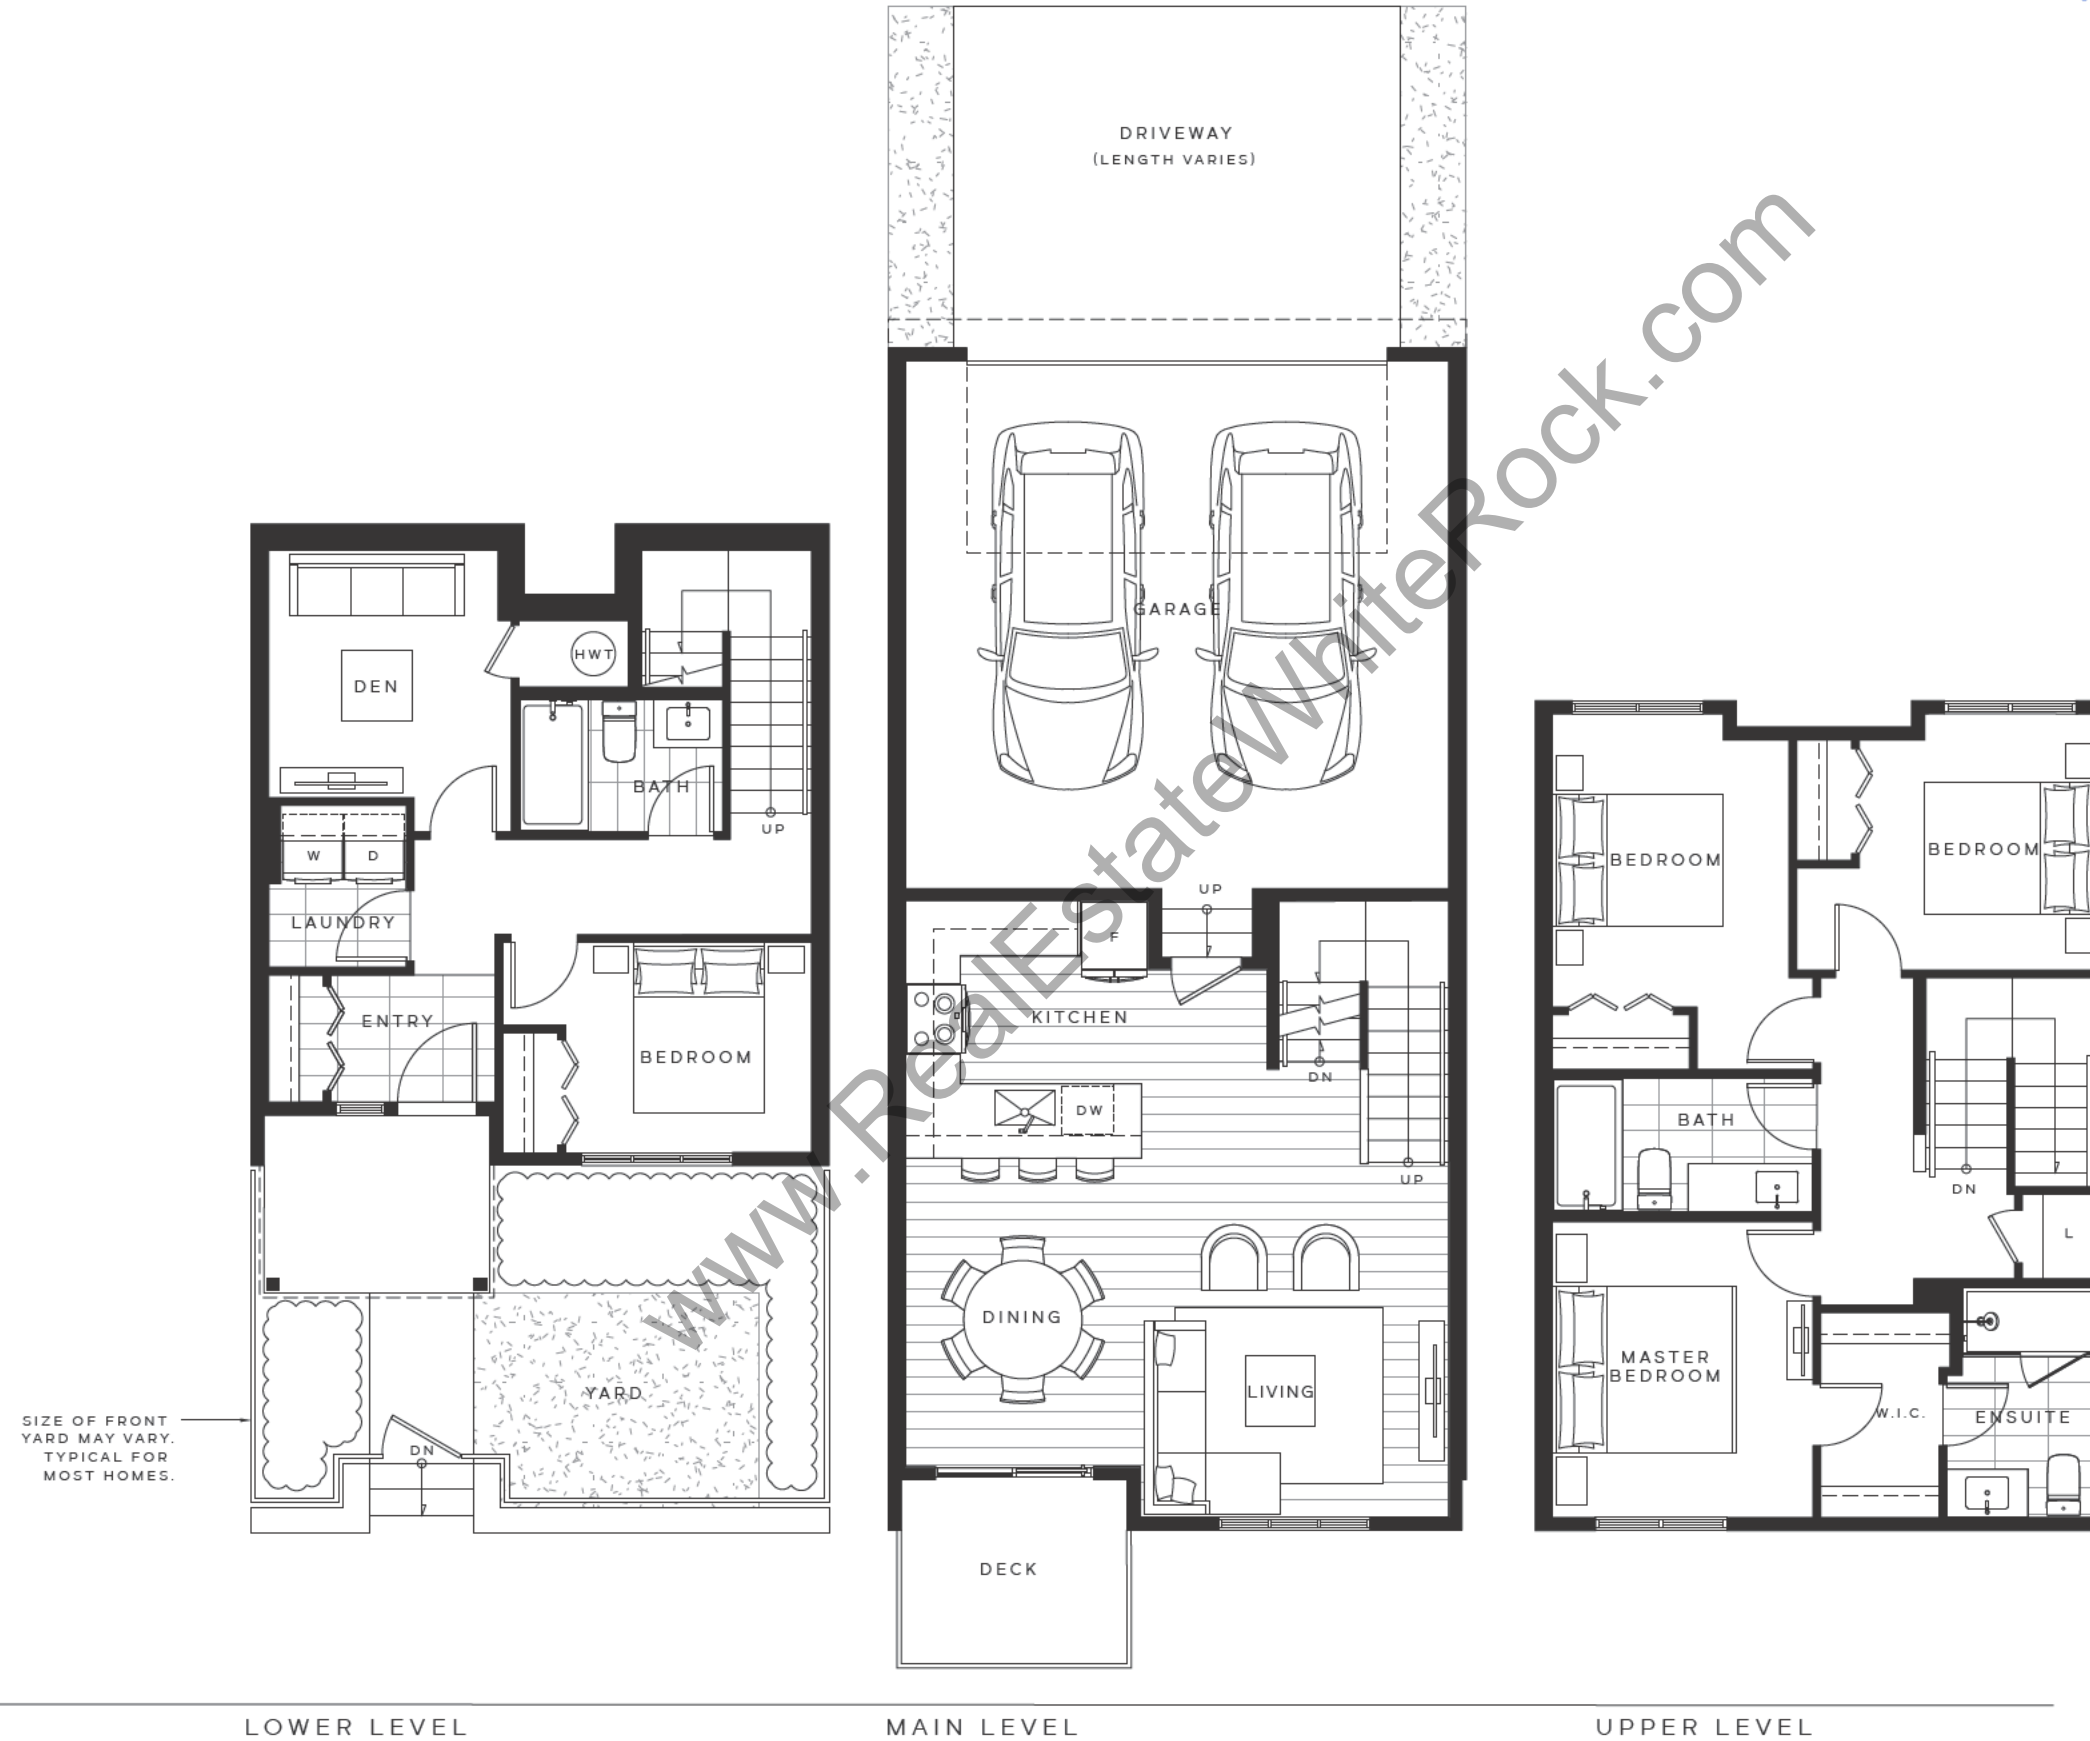 DRIVEWAY
(LENGTH VARIES)
GARAGE
HWT
DEN
BATH
UP
W
D
LAUNDRY
ENTRY
BEDROOM
YARD
DN
SIZE OF FRONT
YARD MAY VARY.
TYPICAL FOR
MOST HOMES.
UP
F
KITCHEN
DN
DW
UP
DINING
LIVING
DECK
BEDROOM
BEDROOM
BATH
DN
L
MASTER
BEDROOM
W.I.C.
ENSUITE
www.RealEstateWhiteRock.com
LOWER LEVEL
MAIN LEVEL
UPPER LEVEL